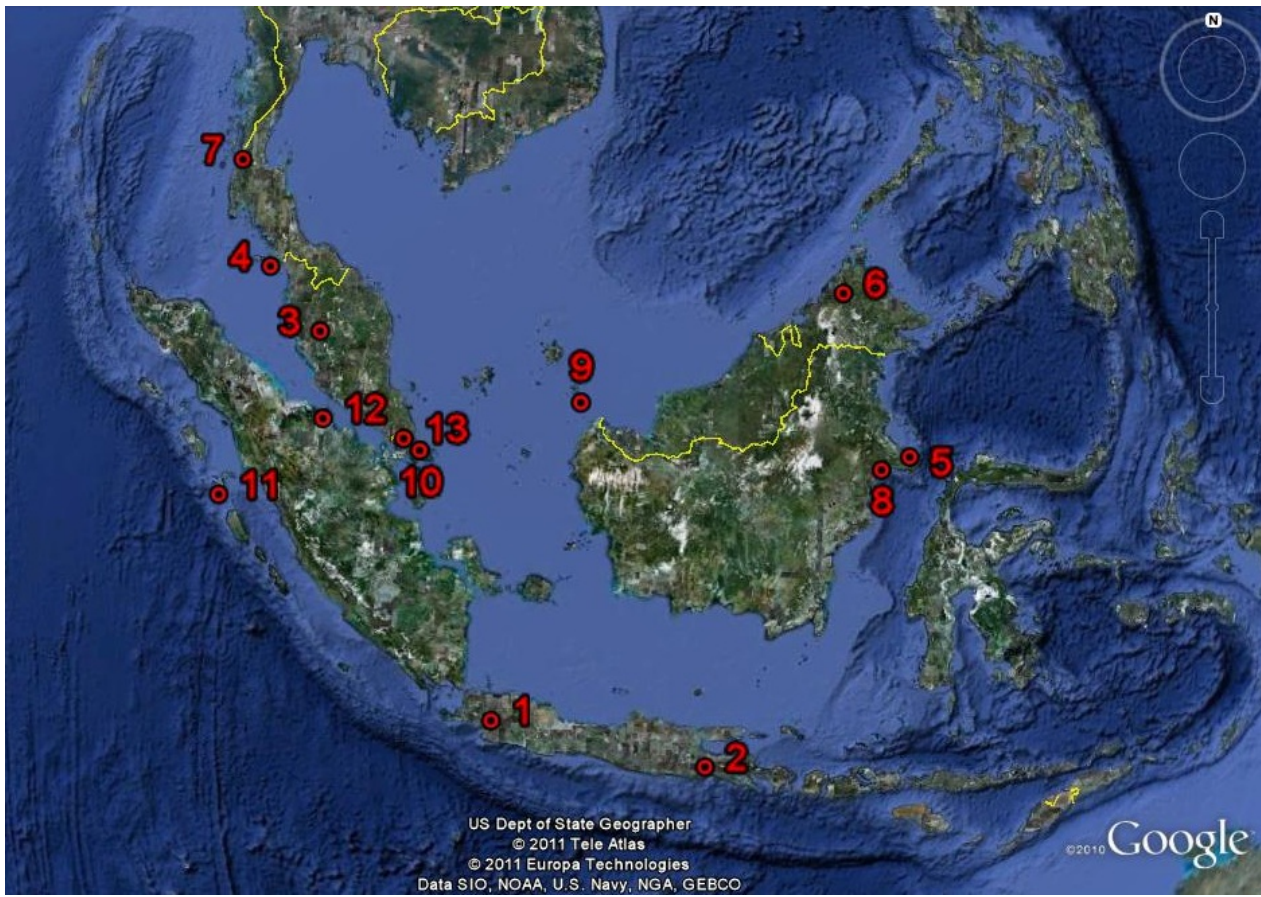 N
7
4
3
6
9
12
13
5
10
8
11
1
2
US Dept of State Geographer
© 2011 Tele Atlas
© 2011 Europa Technologies
Data SIO, NOAA, U.S. Navy, NGA, GEBCO
©2010 Google